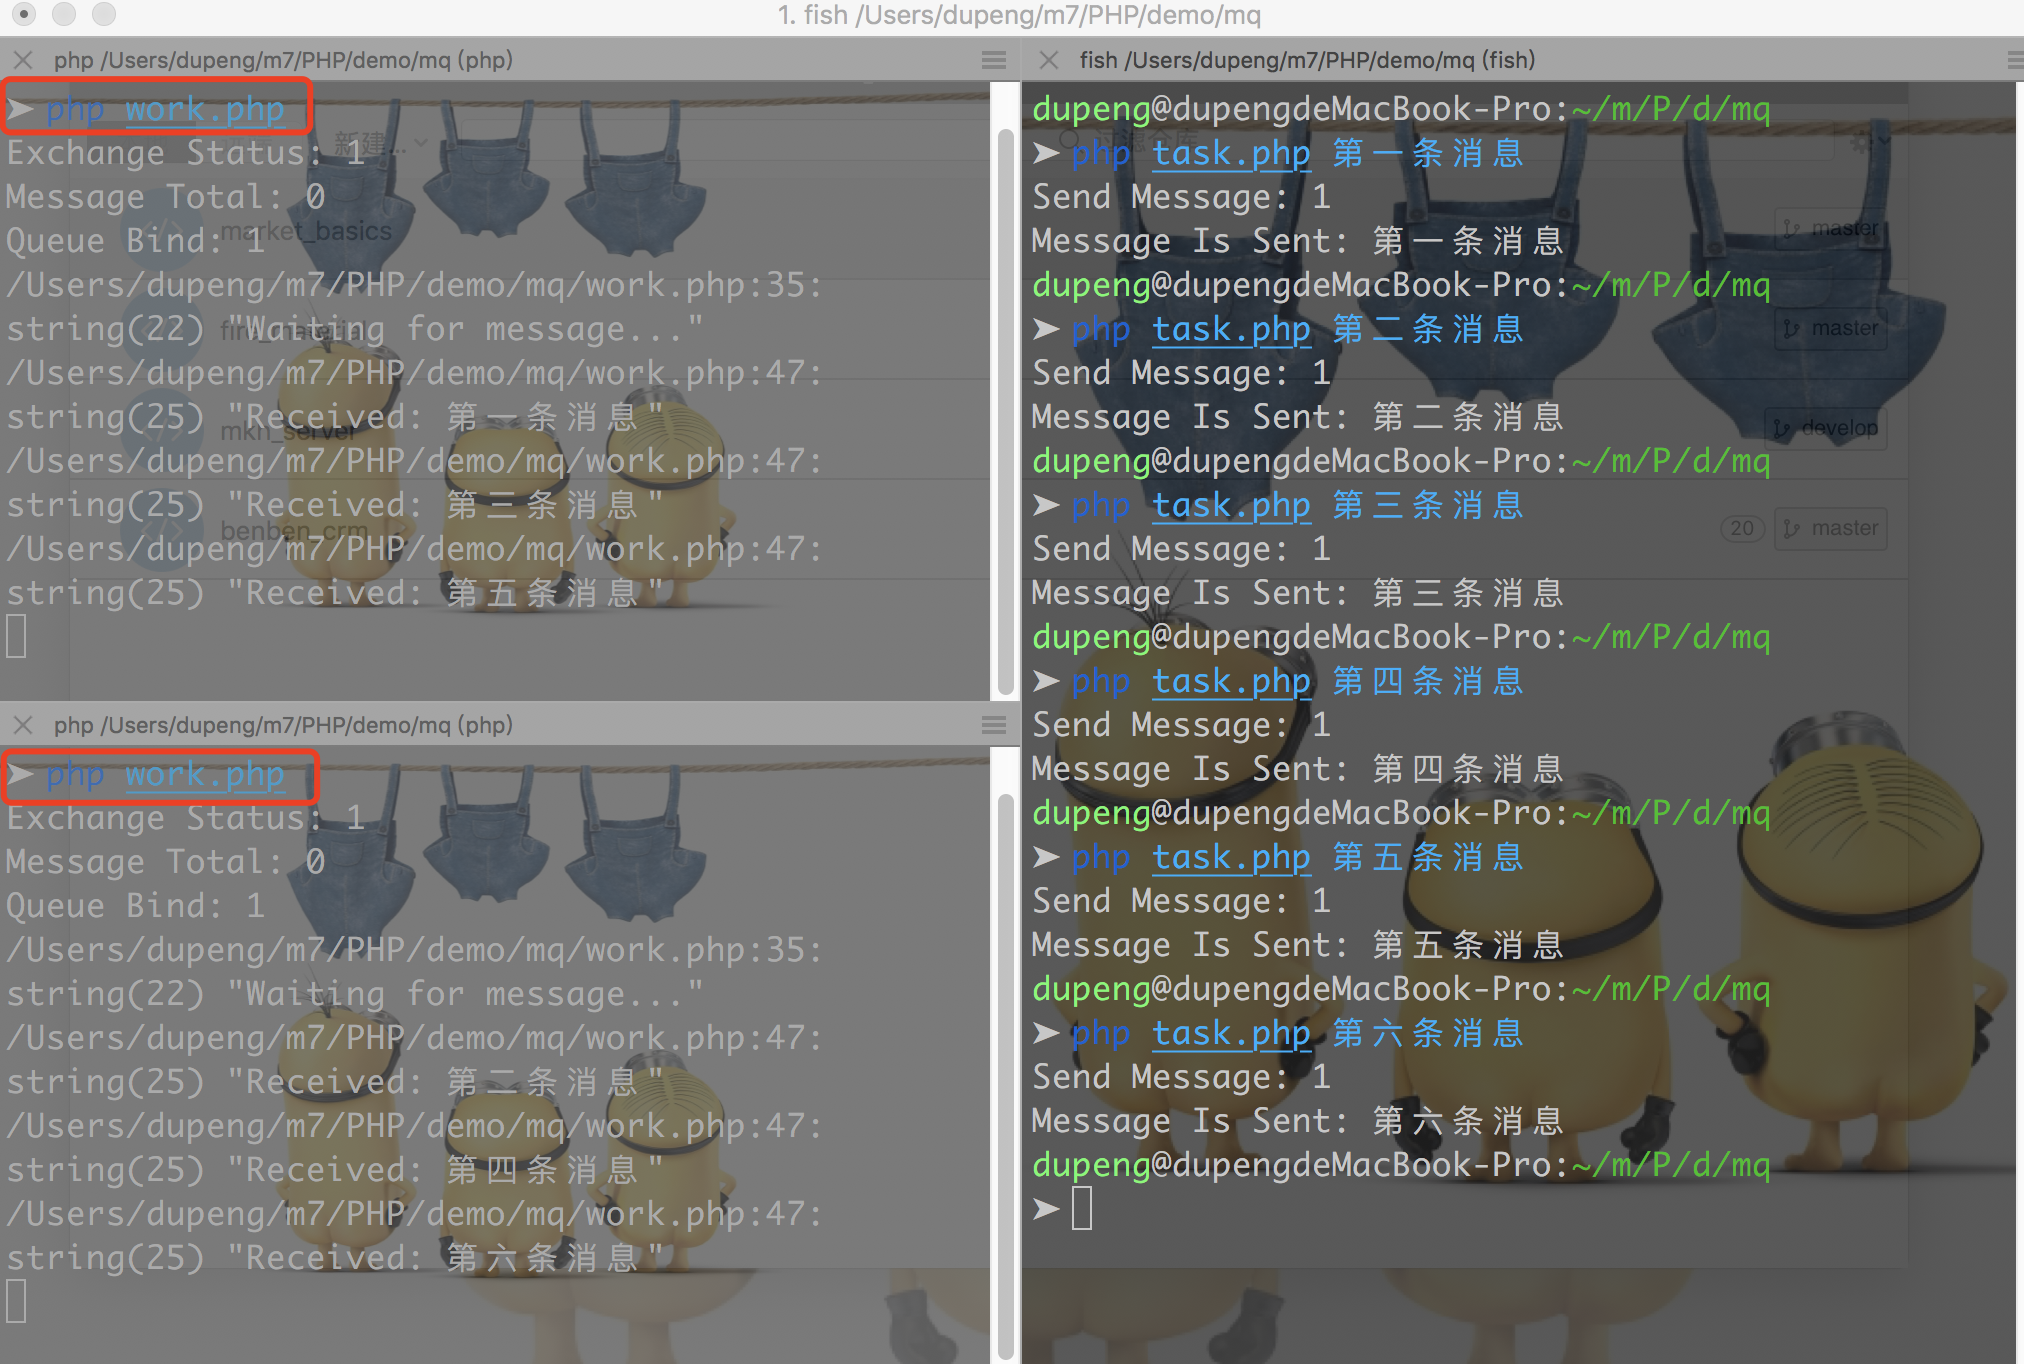 1. fish /Users/dupeng/m7/PHP/demo/mq
php /Users/dupeng/m7/PHP/demo/mq (php)
➤ php work.php
Exchange Status: 1
Message Total: 0
Queue Bind: 1
/Users/dupeng/m7/PHP/demo/mq/work.php:35:
string(22) "Waiting for message..."
/Users/dupeng/m7/PHP/demo/mq/work.php:47:
string(25) "Received: 第一条消息"
/Users/dupeng/m7/PHP/demo/mq/work.php:47:
string(25) "Received: 第三条消息"
/Users/dupeng/m7/PHP/demo/mq/work.php:47:
string(25) "Received: 第五条消息"
新建...
market_basics
mkh_server
benben_crm
php /Users/dupeng/m7/PHP/demo/mq (php)
➤ php work.php
Exchange Status: 1
Message Total: 0
Queue Bind: 1
/Users/dupeng/m7/PHP/demo/mq/work.php:35:
string(22) "Waiting for message..."
/Users/dupeng/m7/PHP/demo/mq/work.php:47:
string(25) "Received: 第二条消息"
/Users/dupeng/m7/PHP/demo/mq/work.php:47:
string(25) "Received: 第四条消息"
/Users/dupeng/m7/PHP/demo/mq/work.php:47:
string(25) "Received: 第六条消息"
fish /Users/dupeng/m7/PHP/demo/mq (fish)
dupeng@dupengdeMacBook-Pro:~/m/P/d/mq
➤ php task.php 第一条消息
Send Message: 1
Message Is Sent: 第一条消息
dupeng@dupengdeMacBook-Pro:~/m/P/d/mq
➤ php task.php 第二条消息
Send Message: 1
Message Is Sent: 第二条消息
dupeng@dupengdeMacBook-Pro:~/m/P/d/mq
➤ php task.php 第三条消息
Send Message: 1
Message Is Sent: 第三条消息
dupeng@dupengdeMacBook-Pro:~/m/P/d/mq
➤ php task.php 第四条消息
Send Message: 1
Message Is Sent: 第四条消息
dupeng@dupengdeMacBook-Pro:~/m/P/d/mq
➤ php task.php 第五条消息
Send Message: 1
Message Is Sent: 第五条消息
dupeng@dupengdeMacBook-Pro:~/m/P/d/mq
➤ php task.php 第六条消息
Send Message: 1
Message Is Sent: 第六条消息
dupeng@dupengdeMacBook-Pro:~/m/P/d/mq
➤
master
master
develop
20 master